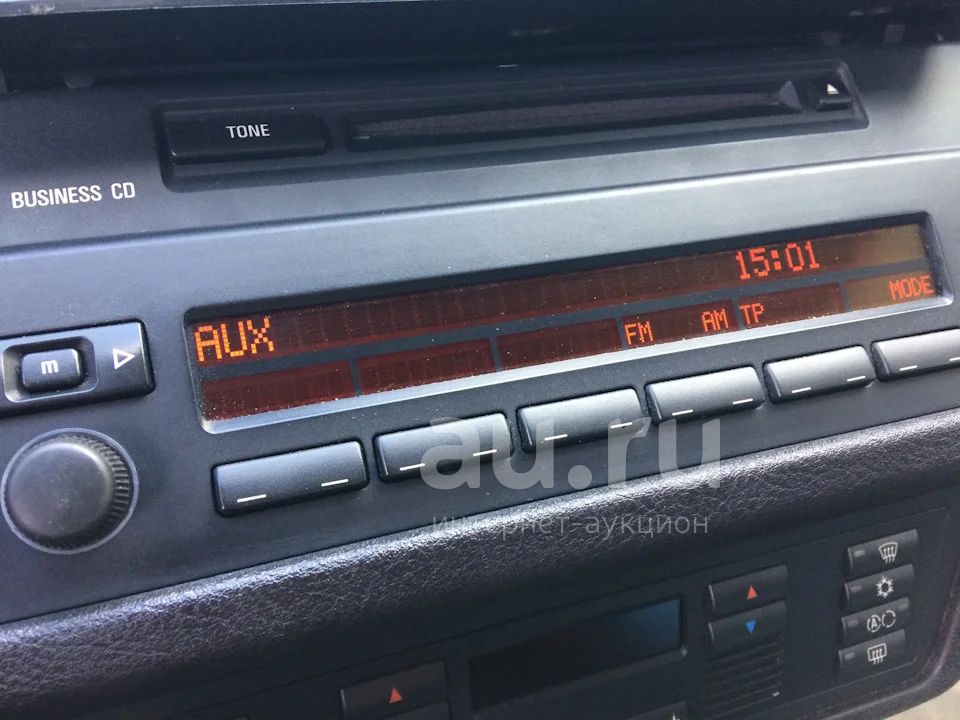 TONE
BUSINESS CD
15:01
AUX
FM AM TP MODE
m
au.ru
интернет-аукцион
A